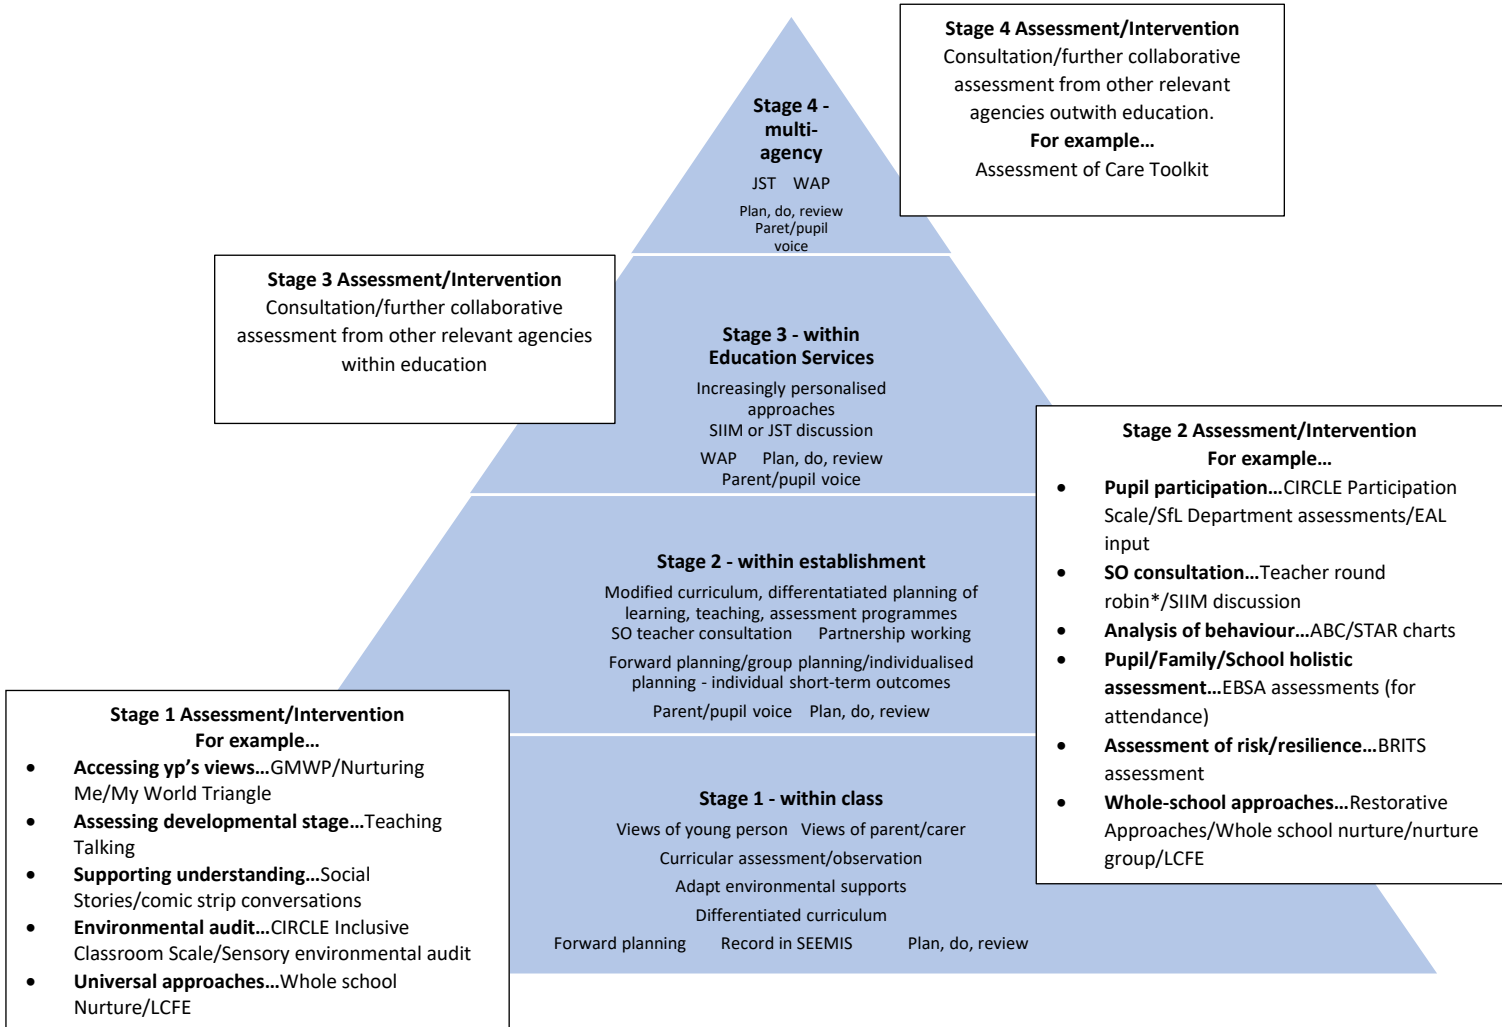 Stage 4 Assessment/Intervention
Consultation/further collaborative
assessment from other relevant
agencies outwith education.
For example…
Assessment of Care Toolkit
Stage 4 -
multi-
agency
JST WAP
Plan, do, review
Paret/pupil
voice
Stage 3 Assessment/Intervention
Consultation/further collaborative
assessment from other relevant agencies
within education
Stage 3 - within
Education Services
Increasingly personalised
approaches
SIIM or JST discussion
WAP Plan, do, review
Parent/pupil voice
Stage 2 Assessment/Intervention
For example…
• Pupil participation…CIRCLE Participation
Scale/SfL Department assessments/EAL
input
• SO consultation…Teacher round
robin*/SIIM discussion
• Analysis of behaviour…ABC/STAR charts
• Pupil/Family/School holistic
assessment…EBSA assessments (for
attendance)
• Assessment of risk/resilience…BRITS
assessment
• Whole-school approaches…Restorative
Approaches/Whole school nurture/nurture
group/LCFE
Stage 2 - within establishment
Modified curriculum, differentatiated planning of
learning, teaching, assessment programmes
SO teacher consultation Partnership working
Forward planning/group planning/individualised
planning - individual short-term outcomes
Parent/pupil voice Plan, do, review
Stage 1 Assessment/Intervention
For example…
• Accessing yp’s views…GMWP/Nurturing
Me/My World Triangle
• Assessing developmental stage…Teaching
Talking
• Supporting understanding…Social
Stories/comic strip conversations
• Environmental audit…CIRCLE Inclusive
Classroom Scale/Sensory environmental audit
• Universal approaches…Whole school
Nurture/LCFE
Stage 1 - within class
Views of young person Views of parent/carer
Curricular assessment/observation
Adapt environmental supports
Differentiated curriculum
Forward planning Record in SEEMIS Plan, do, review